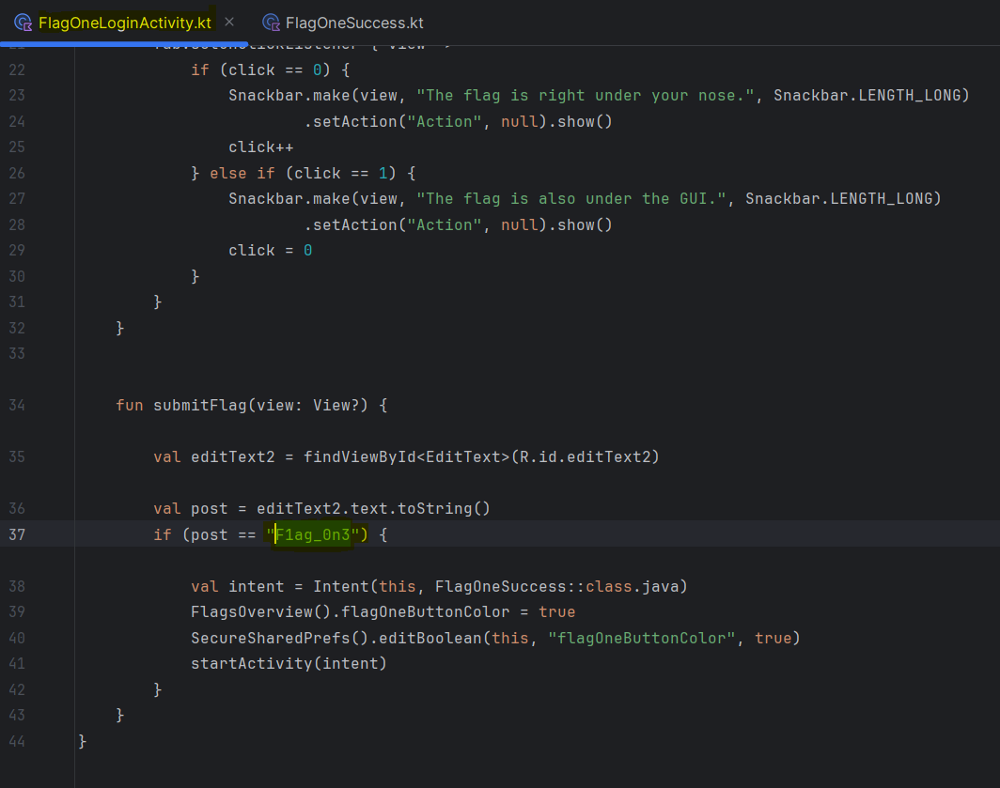 FlagOneLoginActivity.kt FlagOneSuccess.kt
22 if (click == 0) {
23 Snackbar.make(view, "The flag is right under your nose.", Snackbar.LENGTH_LONG)
24 .setAction("Action", null).show()
25 click++
26 } else if (click == 1) {
27 Snackbar.make(view, "The flag is also under the GUI.", Snackbar.LENGTH_LONG)
28 .setAction("Action", null).show()
29 click = 0
30 }
31 }
32 }
33
34 fun submitFlag(view: View?) {
35 val editText2 = findViewById<EditText>(R.id.editText2)
36 val post = editText2.text.toString()
37 if (post == "F1ag_0n3") {
38 val intent = Intent(this, FlagOneSuccess::class.java)
39 FlagsOverview().flagOneButtonColor = true
40 SecureSharedPrefs().editBoolean(this, "flagOneButtonColor", true)
41 startActivity(intent)
42 }
43 }
44 }